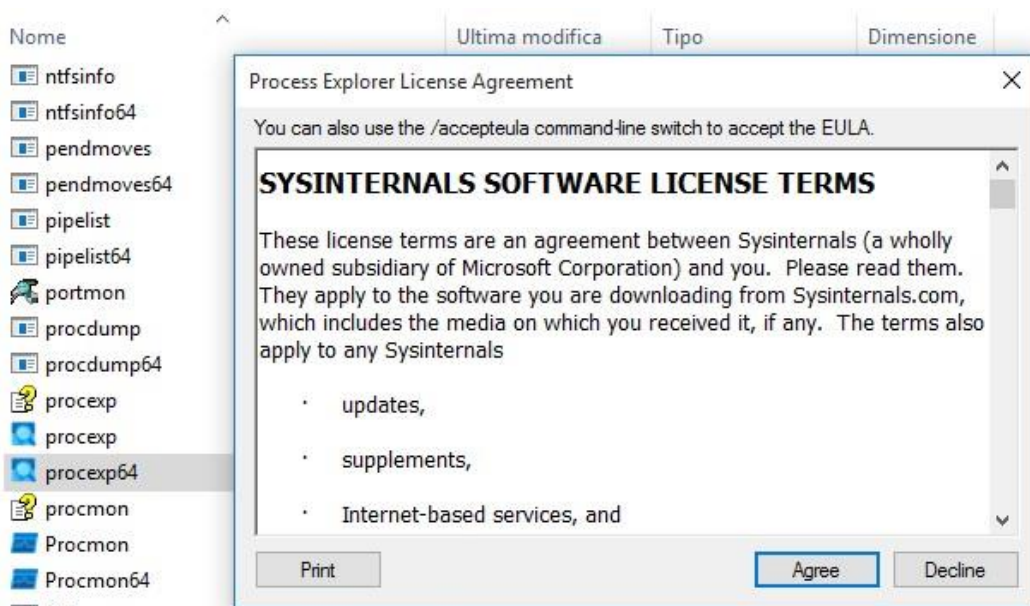 Nome Ultima modifica Tipo Dimensione
ntfsinfo
ntfsinfo64
pendmoves
pendmoves64
pipelist
pipelist64
portmon
procdump
procdump64
procexp
procexp
procexp64
procmon
Procmon
Procmon64
Process Explorer License Agreement
You can also use the /accepteula command-line switch to accept the EULA.
SYSINTERNALS SOFTWARE LICENSE TERMS
These license terms are an agreement between Sysinternals (a wholly
owned subsidiary of Microsoft Corporation) and you. Please read them.
They apply to the software you are downloading from Sysinternals.com,
which includes the media on which you received it, if any. The terms also
apply to any Sysinternals
· updates,
· supplements,
· Internet-based services, and
Print Agree Decline